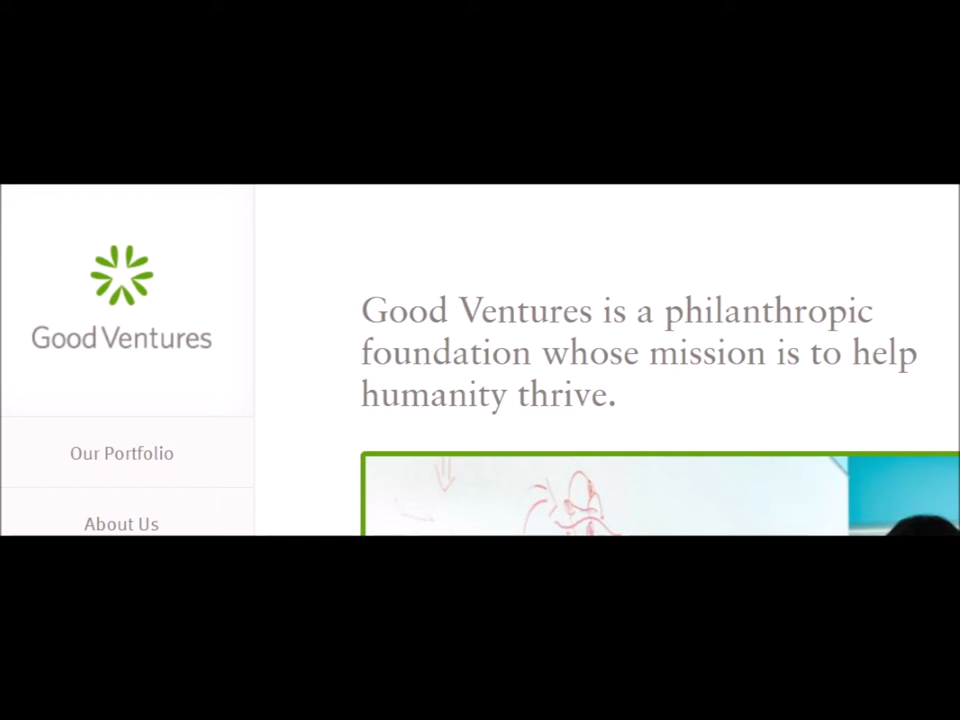 Good Ventures
Our Portfolio
About Us
Good Ventures is a philanthropic
foundation whose mission is to help
humanity thrive.